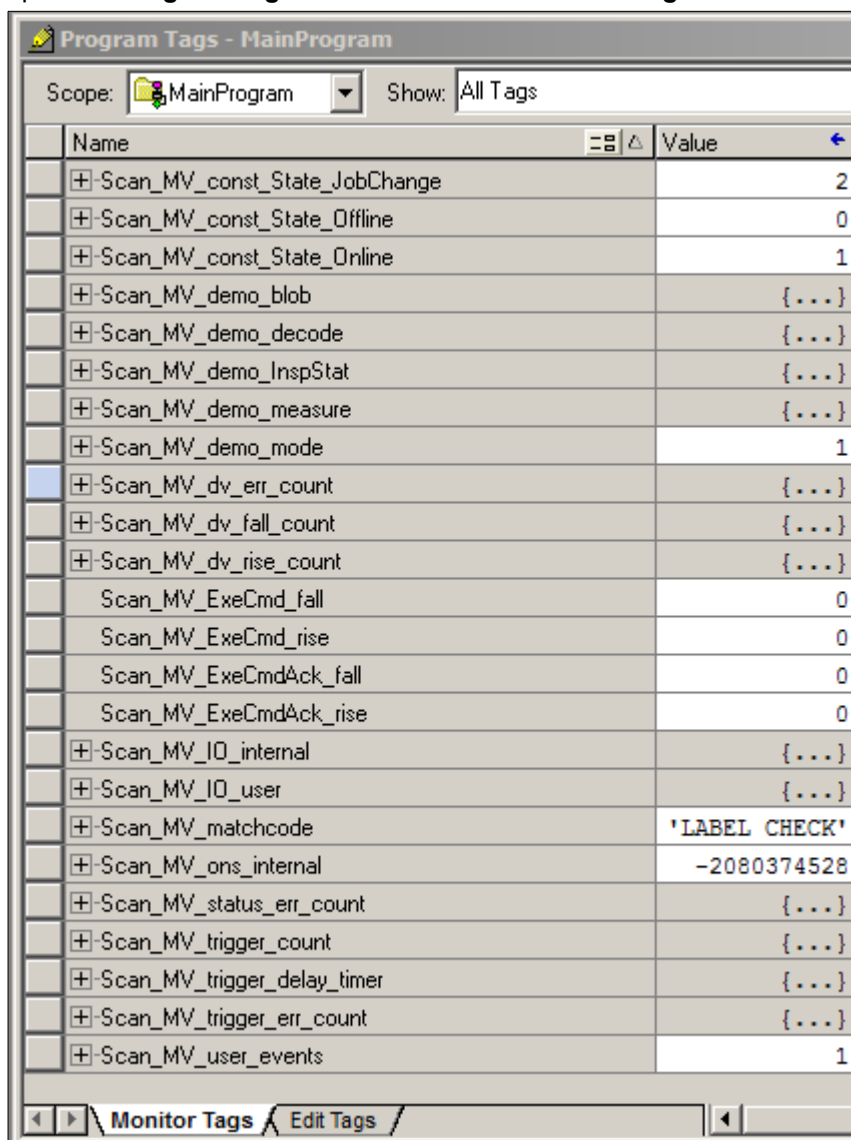 Program Tags - MainProgram
Scope: MainProgram Show: All Tags
Name Value
Scan_MV_const_State_JobChange 2
Scan_MV_const_State_Offline 0
Scan_MV_const_State_Online 1
Scan_MV_demo_blob {...}
Scan_MV_demo_decode {...}
Scan_MV_demo_InspStat {...}
Scan_MV_demo_measure {...}
Scan_MV_demo_mode 1
Scan_MV_dv_err_count {...}
Scan_MV_dv_fall_count {...}
Scan_MV_dv_rise_count {...}
Scan_MV_ExeCmd_fall 0
Scan_MV_ExeCmd_rise 0
Scan_MV_ExeCmdAck_fall 0
Scan_MV_ExeCmdAck_rise 0
Scan_MV_IO_internal {...}
Scan_MV_IO_user {...}
Scan_MV_matchcode 'LABEL CHECK'
Scan_MV_ons_internal -2080374528
Scan_MV_status_err_count {...}
Scan_MV_trigger_count {...}
Scan_MV_trigger_delay_timer {...}
Scan_MV_trigger_err_count {...}
Scan_MV_user_events 1
Monitor Tags Edit Tags